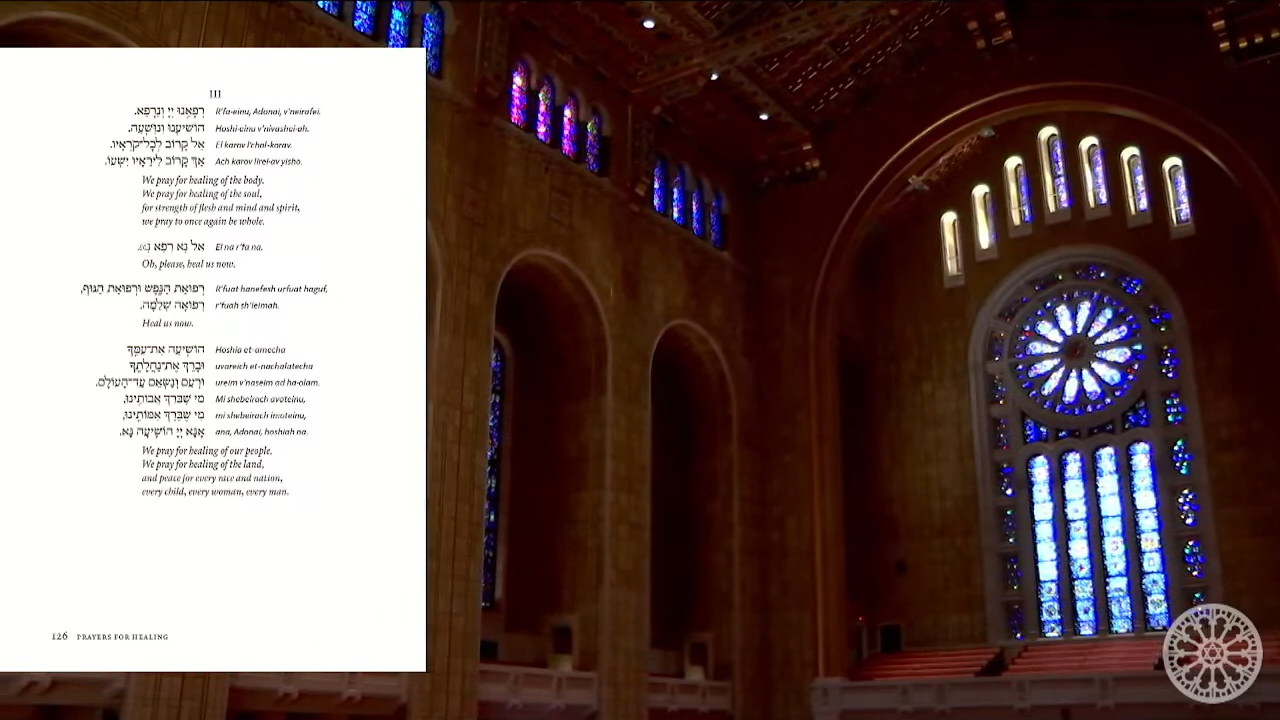 III
רְפָאֵנוּ יְיָ וְנֵרָפֵא. R'fa-einu, Adonai, v'neirafei.
הוֹשִׁיעֵנוּ וְנִוָּשֵׁעָה. Hoshi-einu v'nivashei-ah.
אֵל קָרוֹב לְכׇל־קֹרְאָיו. El karov l'chol-korav.
אַךְ קָרוֹב לִירֵאָיו יִשְׁעוֹ. Ach karov lirei-av yisho.
We pray for healing of the body.
We pray for healing of the soul,
for strength of flesh and mind and spirit,
we pray to once again be whole.
אֵל נָא רְפָא נָא. El na r'fa na.
Oh, please, heal us now.
רְפוּאַת הַנֶּפֶשׁ וּרְפוּאַת הַגּוּף, R'fuat hanefesh urfuat haguf,
רְפוּאָה שְׁלֵמָה. r'fuah sh'leimah.
Heal us now.
הוֹשִׁיעָה אֶת־עַמֶּךָ Hoshia et-amecha
וּבָרֵךְ אֶת־נַחֲלָתֶךָ uvareich et-nachalatecha
וּרְעֵם וְנַשְּׂאֵם עַד־הָעוֹלָם. ureim v'naseim ad ha-olam.
מִי שֶׁבֵּרַךְ אֲבוֹתֵינוּ, Mi shebeirach avoteinu,
מִי שֶׁבֵּרַךְ אִמּוֹתֵינוּ, mi shebeirach imoteinu,
אָנָּא יְיָ הוֹשִׁיעָה נָּא. ana, Adonai, hoshiah na.
We pray for healing of our people.
We pray for healing of the land,
and peace for every race and nation,
every child, every woman, every man.
126 PRAYERS FOR HEALING